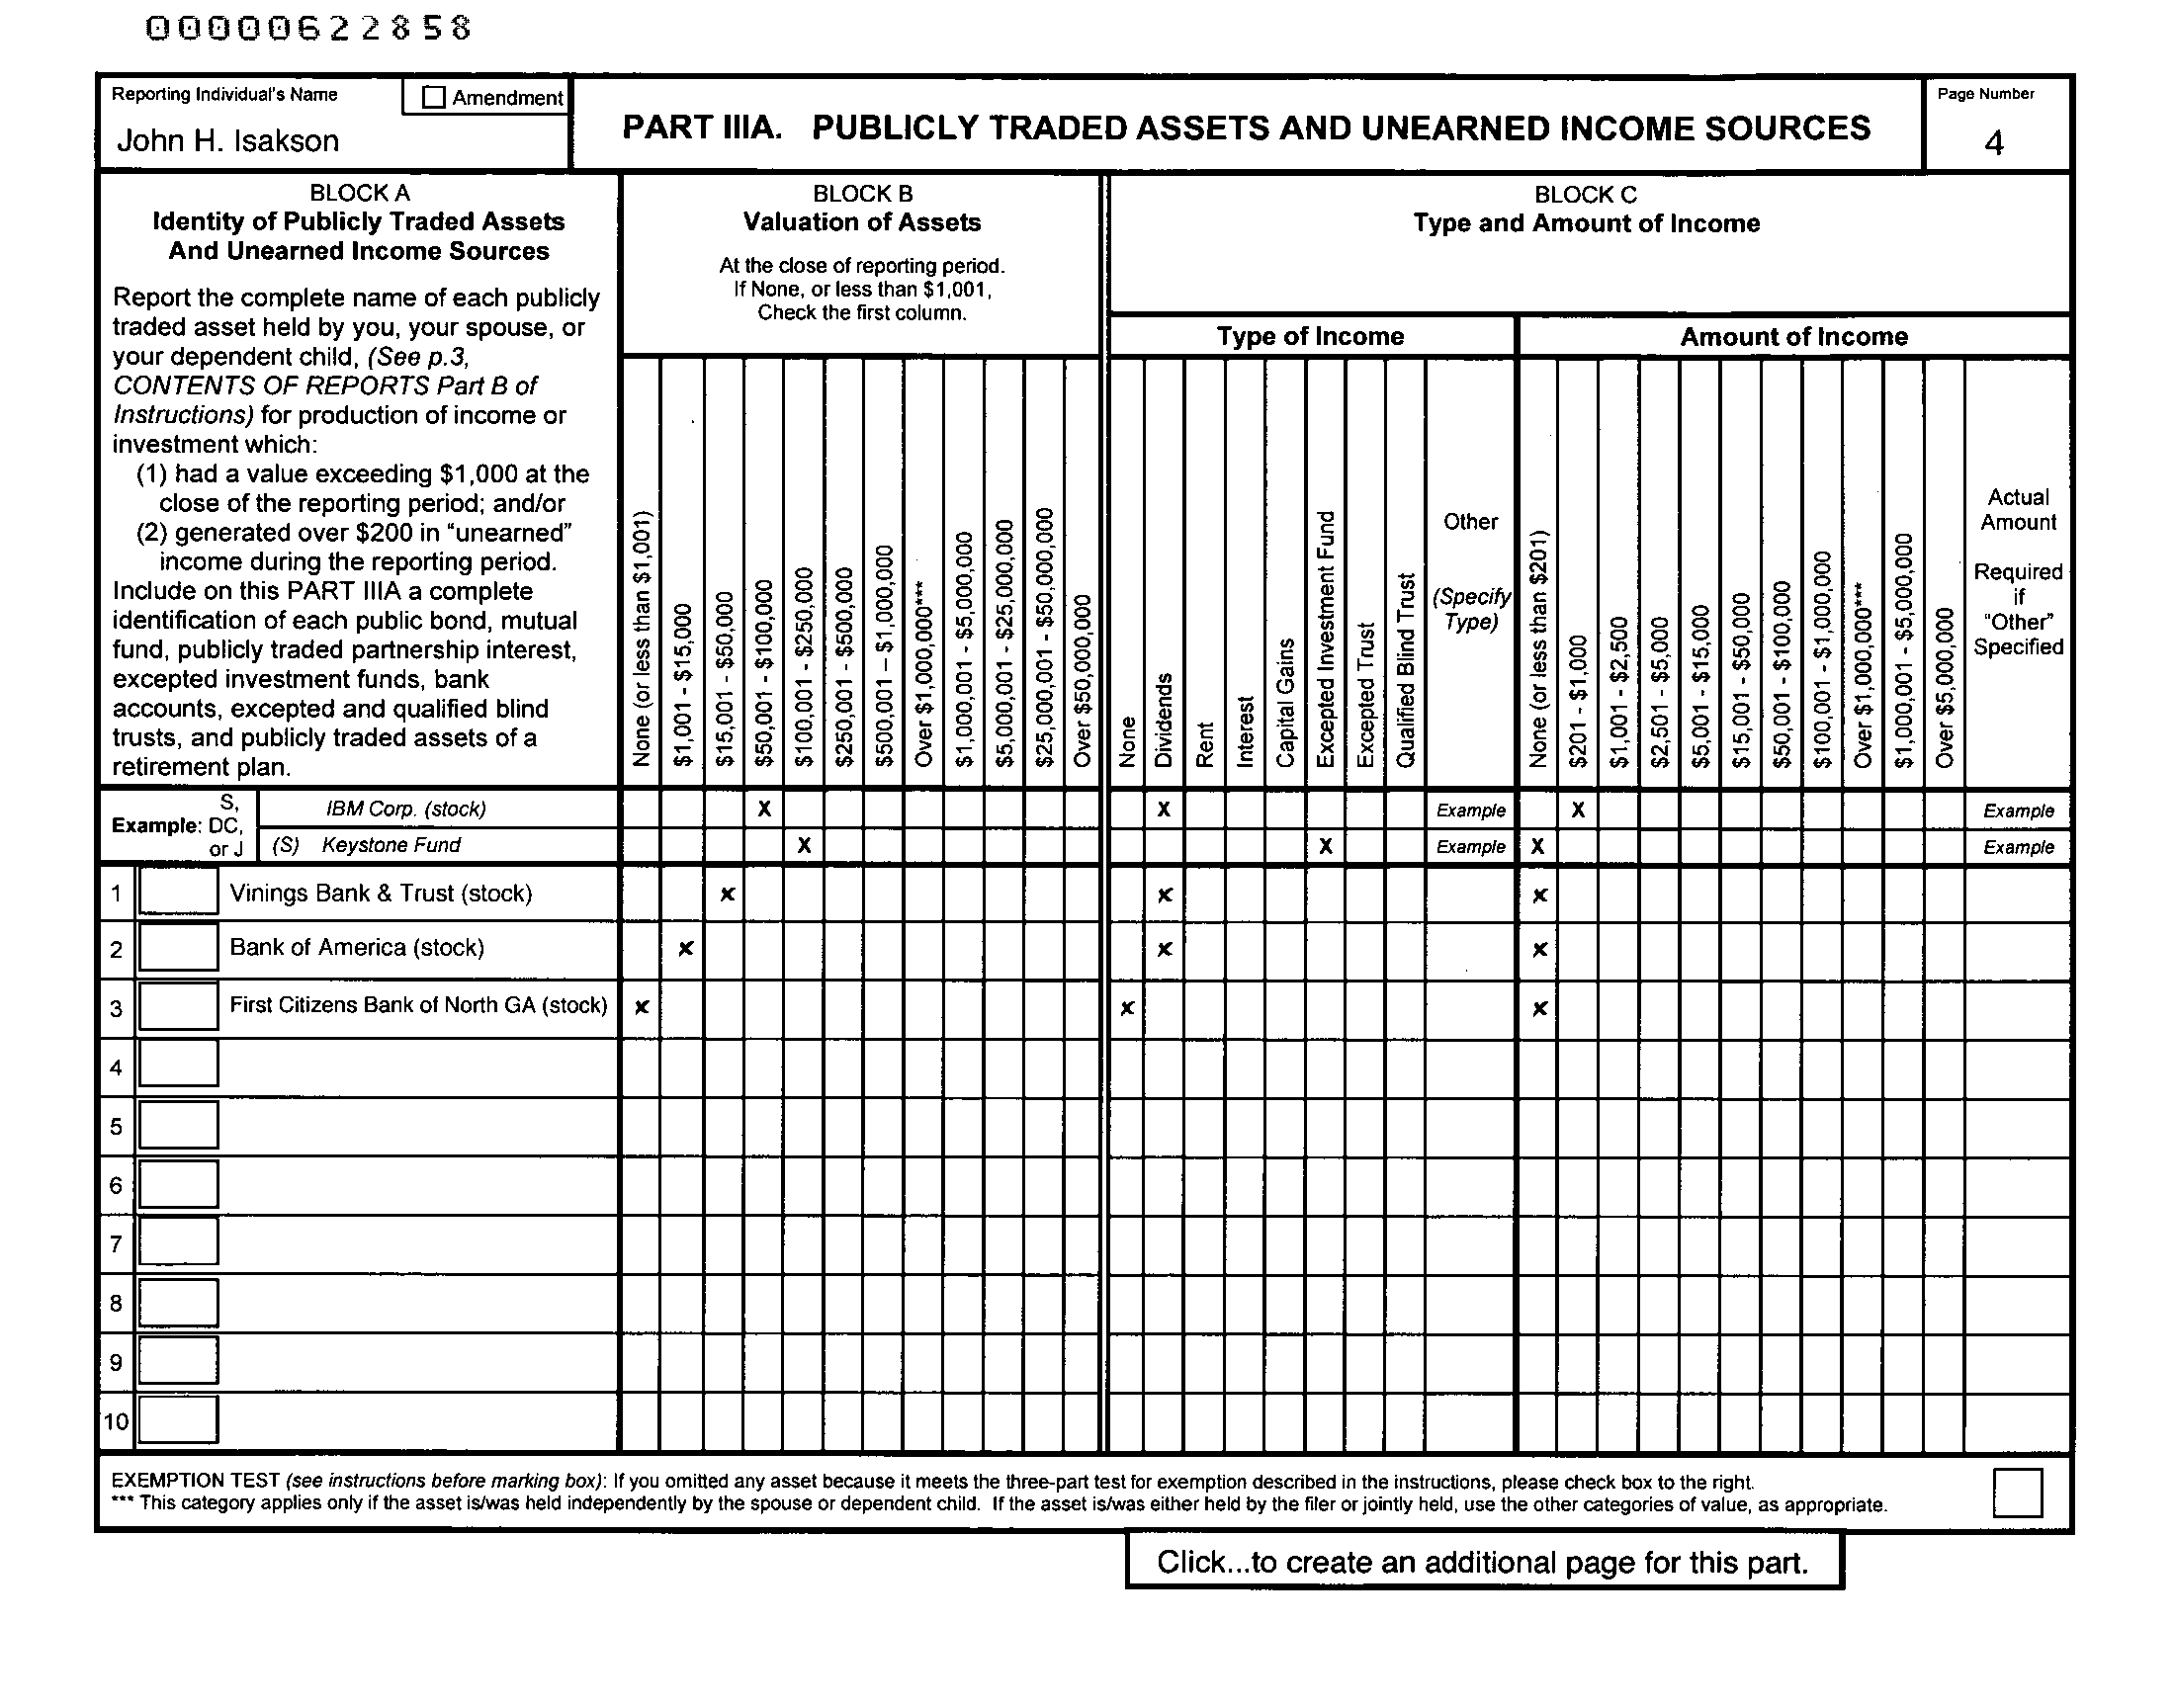 00000622858
Reporting Individual's Name
Amendment
John H. Isakson
PART IIIA. PUBLICLY TRADED ASSETS AND UNEARNED INCOME SOURCES
Page Number
4
BLOCK A
Identity of Publicly Traded Assets
And Unearned Income Sources
Report the complete name of each publicly
traded asset held by you, your spouse, or
your dependent child, (See p.3,
CONTENTS OF REPORTS Part B of
Instructions) for production of income or
investment which:
(1) had a value exceeding $1,000 at the
close of the reporting period; and/or
(2) generated over $200 in "unearned"
income during the reporting period.
Include on this PART IIIA a complete
identification of each public bond, mutual
fund, publicly traded partnership interest,
excepted investment funds, bank
accounts, excepted and qualified blind
trusts, and publicly traded assets of a
retirement plan.
BLOCK B
Valuation of Assets
At the close of reporting period.
If None, or less than $1,001,
Check the first column.
None (or less than $1,001)
$1,001 - $15,000
$15,001 - $50,000
$50,001 - $100,000
$100,001 - $250,000
$250,001 - $500,000
$500,001 – $1,000,000
Over $1,000,000***
$1,000,001 - $5,000,000
$5,000,001 - $25,000,000
$25,000,001 - $50,000,000
Over $50,000,000
BLOCK C
Type and Amount of Income
Type of Income
None
Dividends
Rent
Interest
Capital Gains
Excepted Investment Fund
Excepted Trust
Qualified Blind Trust
Other
(Specify
Type)
Amount of Income
None (or less than $201)
$201 - $1,000
$1,001 - $2,500
$2,501 - $5,000
$5,001 - $15,000
$15,001 - $50,000
$50,001 - $100,000
$100,001 - $1,000,000
Over $1,000,000***
$1,000,001 - $5,000,000
Over $5,000,000
Actual
Amount
Required
if
"Other"
Specified
Example: S, DC, or J
IBM Corp. (stock) X X Example X Example
(S) Keystone Fund X X Example X Example
1 Vinings Bank & Trust (stock) x x x
2 Bank of America (stock) x x x
3 First Citizens Bank of North GA (stock) x x x
4
5
6
7
8
9
10
EXEMPTION TEST (see instructions before marking box): If you omitted any asset because it meets the three-part test for exemption described in the instructions, please check box to the right.
*** This category applies only if the asset is/was held independently by the spouse or dependent child. If the asset is/was either held by the filer or jointly held, use the other categories of value, as appropriate.
Click...to create an additional page for this part.